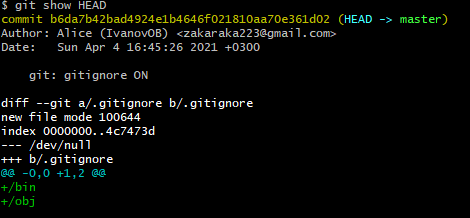 $ git show HEAD
commit b6da7b42bad4924e1b4646f021810aa70e361d02 (HEAD -> master)
Author: Alice (IvanovOB) <zakaraka223@gmail.com>
Date:   Sun Apr 4 16:45:26 2021 +0300

    git: gitignore ON

diff --git a/.gitignore b/.gitignore
new file mode 100644
index 0000000..4c7473d
--- /dev/null
+++ b/.gitignore
@@ -0,0 +1,2 @@
+/bin
+/obj